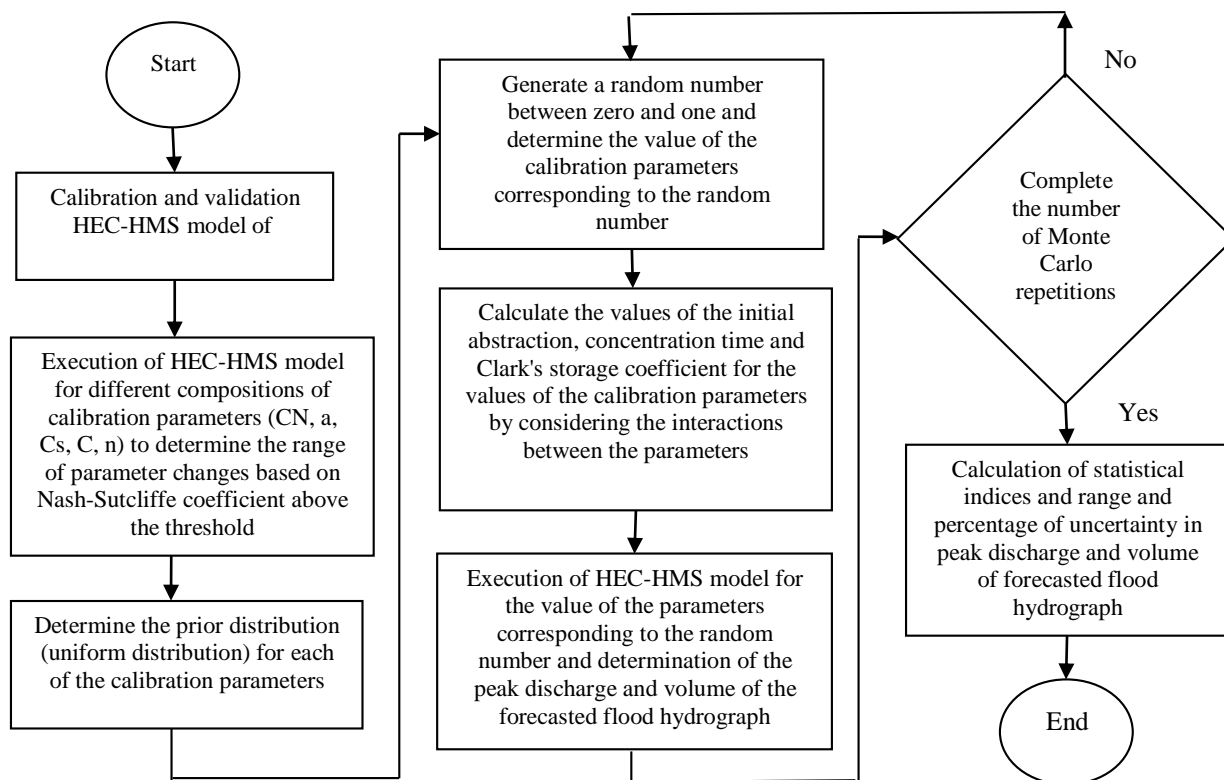 Start
Calibration and validation
HEC-HMS model of
Execution of HEC-HMS model
for different compositions of
calibration parameters (CN, a,
Cs, C, n) to determine the range
of parameter changes based on
Nash-Sutcliffe coefficient above
the threshold
Determine the prior distribution
(uniform distribution) for each
of the calibration parameters
Generate a random number
between zero and one and
determine the value of the
calibration parameters
corresponding to the random
number
Calculate the values of the initial
abstraction, concentration time and
Clark's storage coefficient for the
values of the calibration parameters
by considering the interactions
between the parameters
Execution of HEC-HMS model for
the value of the parameters
corresponding to the random
number and determination of the
peak discharge and volume of the
forecasted flood hydrograph
No
Complete
the number
of Monte
Carlo
repetitions
Yes
Calculation of statistical
indices and range and
percentage of uncertainty in
peak discharge and volume
of forecasted flood
hydrograph
End